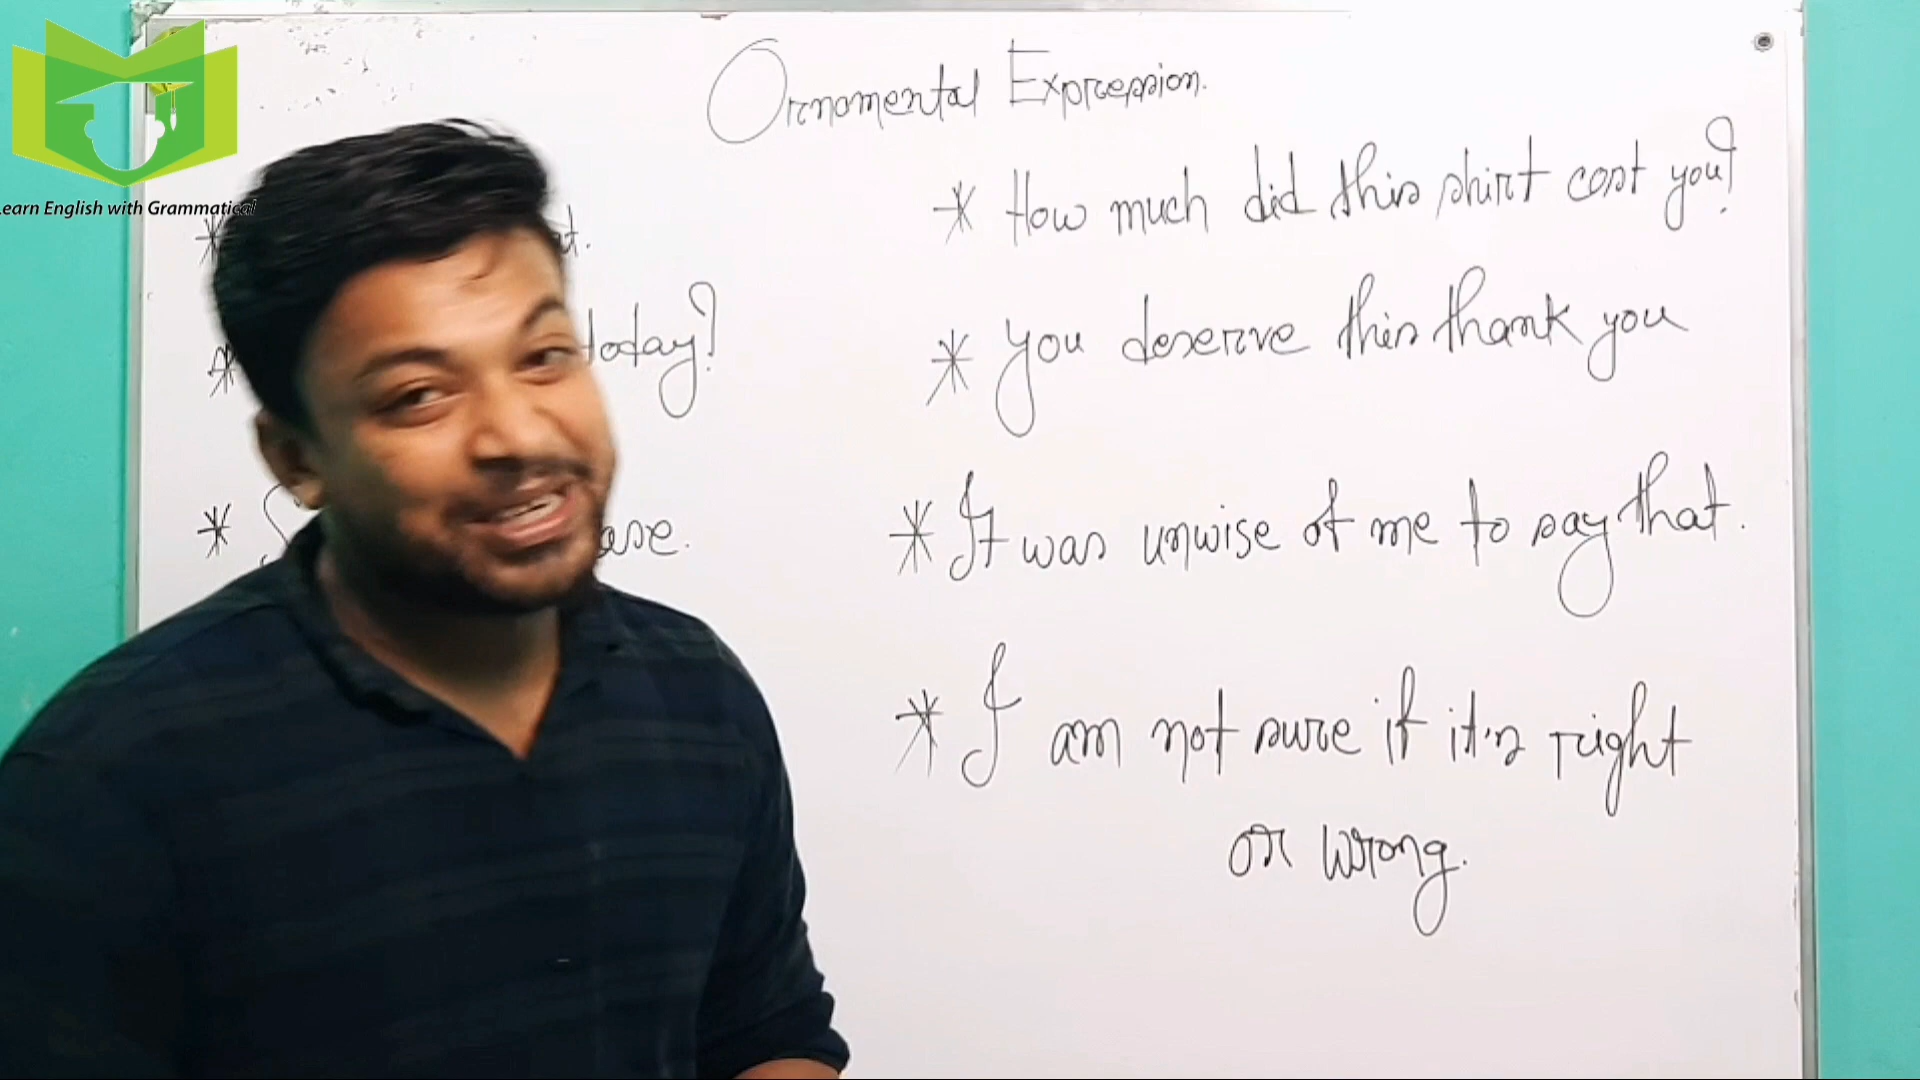 Learn English with Grammatical
Ornomental Expression.
* How much did this shirt cost you?
* you deserve this thank you
* It was unwise of me to say that.
* I am not sure if it's right
or wrong.
*
* today?
*